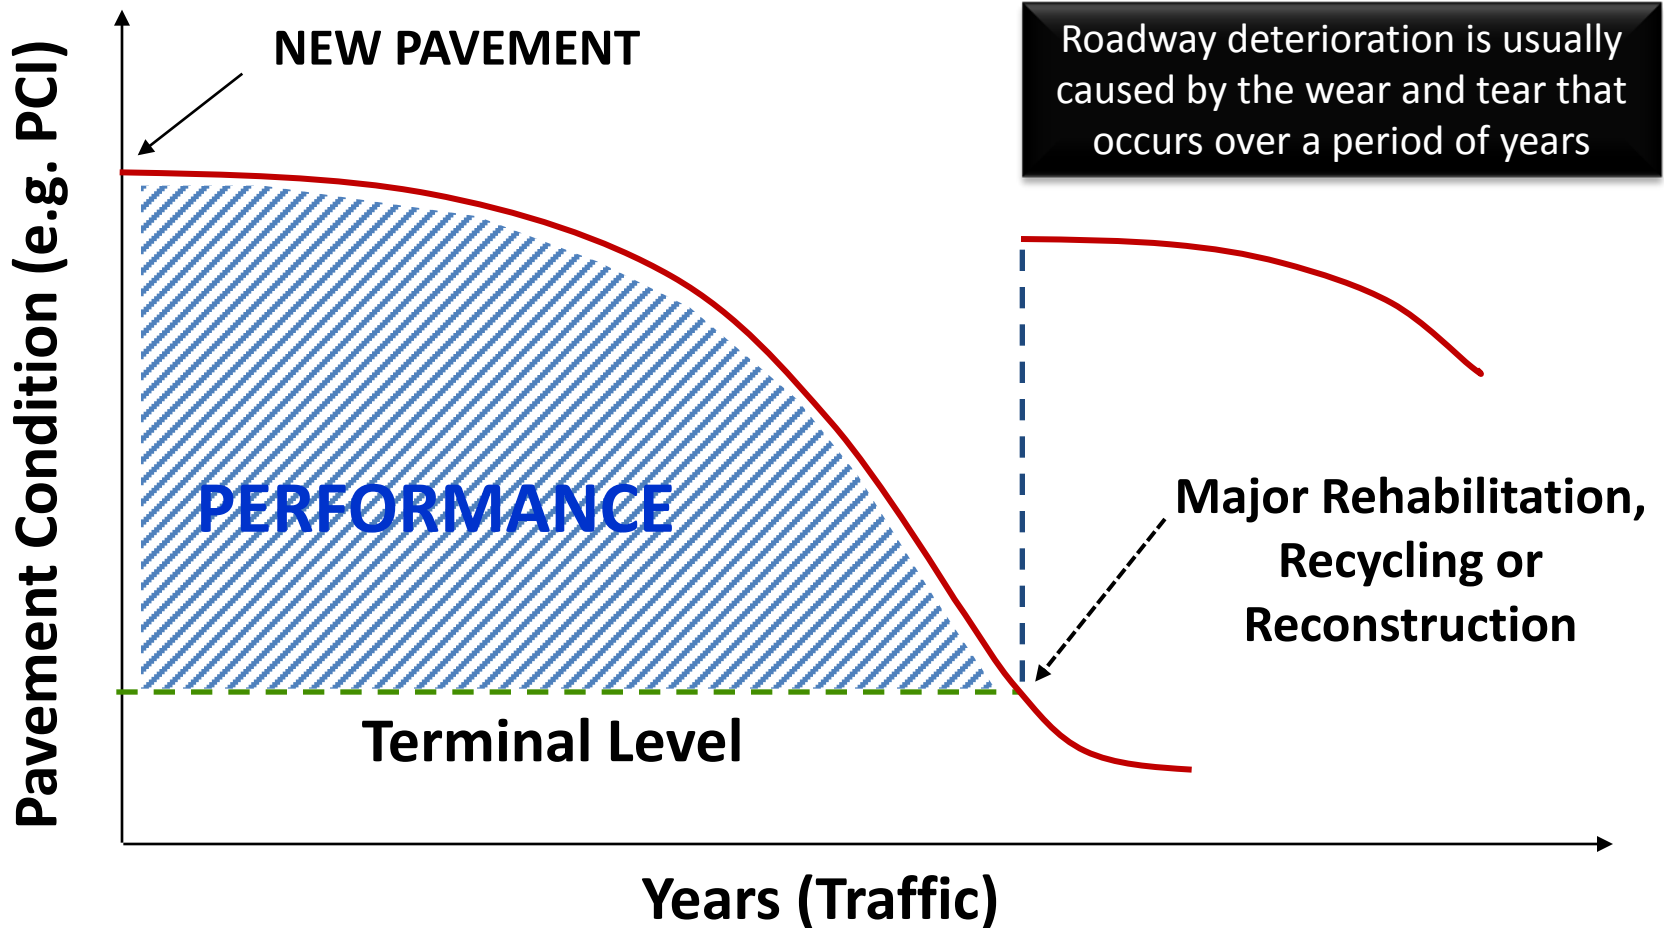 NEW PAVEMENT
Roadway deterioration is usually
caused by the wear and tear that
occurs over a period of years
Pavement Condition (e.g. PCI)
PERFORMANCE
Major Rehabilitation,
Recycling or
Reconstruction
Terminal Level
Years (Traffic)